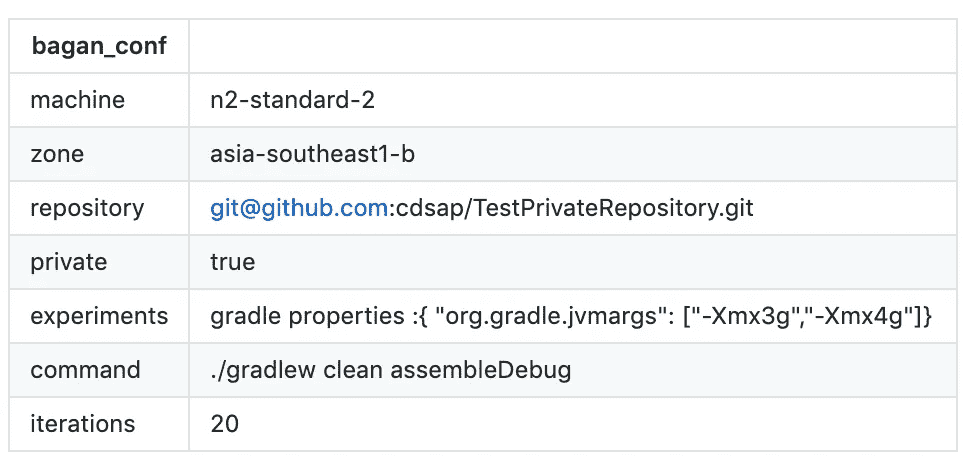 bagan_conf
machine n2-standard-2
zone asia-southeast1-b
repository git@github.com:cdsap/TestPrivateRepository.git
private true
experiments gradle properties :{ "org.gradle.jvmargs": ["-Xmx3g","-Xmx4g"]}
command ./gradlew clean assembleDebug
iterations 20